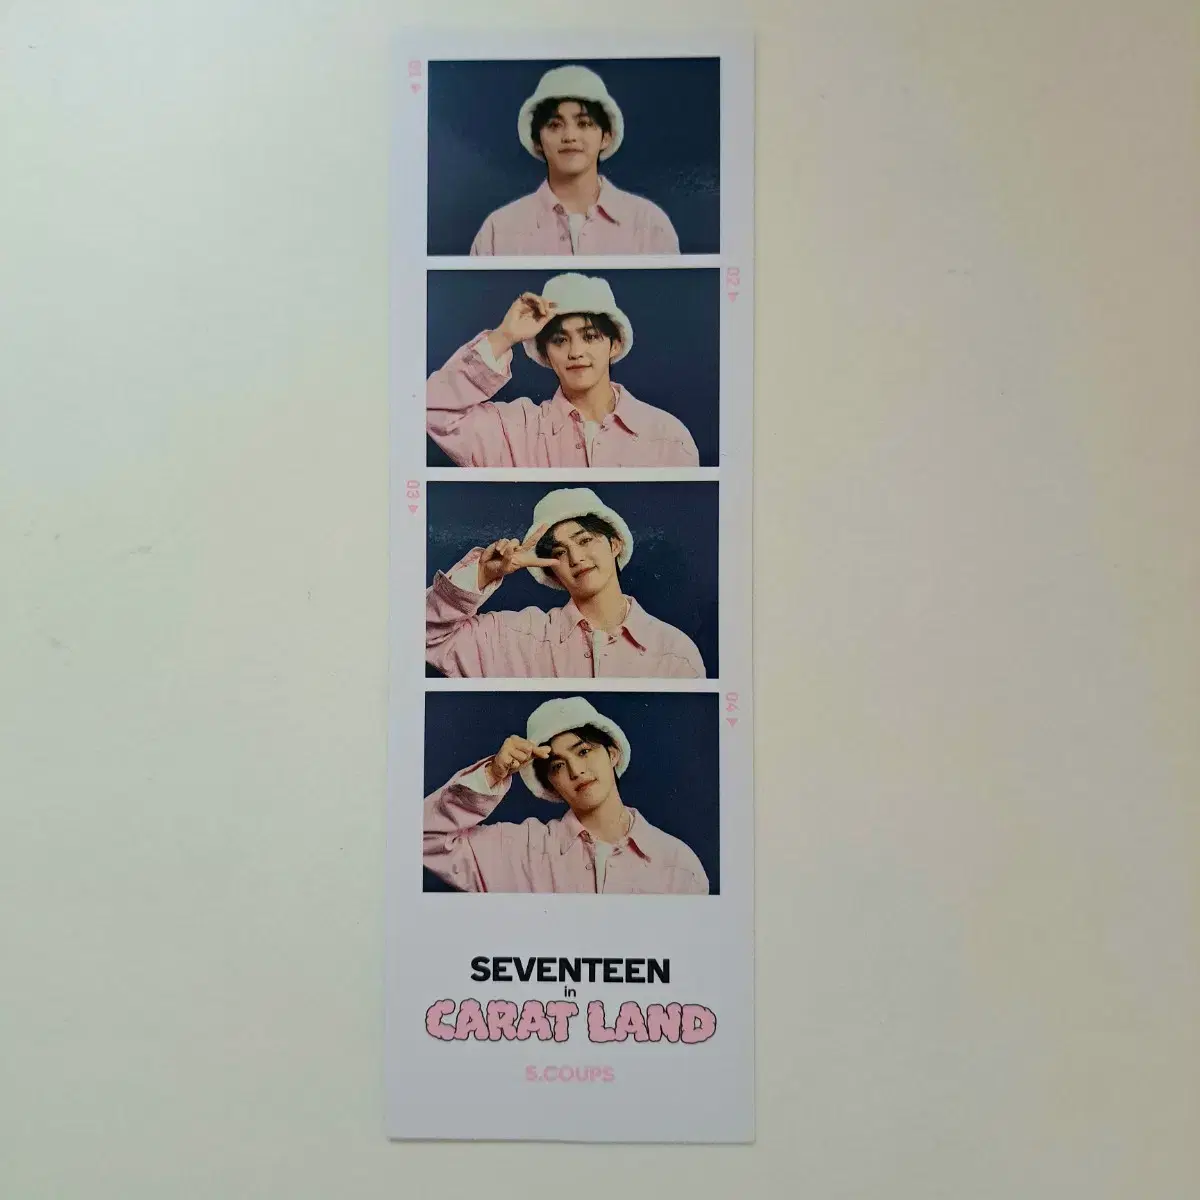 01
02
03
04
SEVENTEEN
in
CARAT LAND
S.COUPS